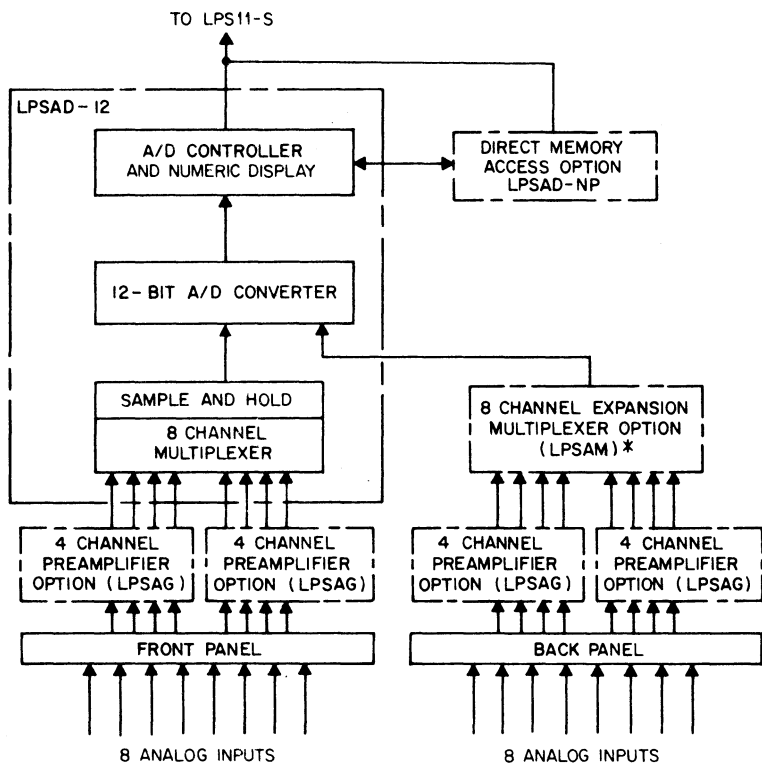 TO LPS11-S
LPSAD-12
A/D CONTROLLER
AND NUMERIC DISPLAY
DIRECT MEMORY
ACCESS OPTION
LPSAD-NP
12-BIT A/D CONVERTER
SAMPLE AND HOLD
8 CHANNEL
MULTIPLEXER
8 CHANNEL EXPANSION
MULTIPLEXER OPTION
(LPSAM)*
4 CHANNEL
PREAMPLIFIER
OPTION (LPSAG)
4 CHANNEL
PREAMPLIFIER
OPTION (LPSAG)
4 CHANNEL
PREAMPLIFIER
OPTION (LPSAG)
4 CHANNEL
PREAMPLIFIER
OPTION (LPSAG)
FRONT PANEL
BACK PANEL
8 ANALOG INPUTS
8 ANALOG INPUTS